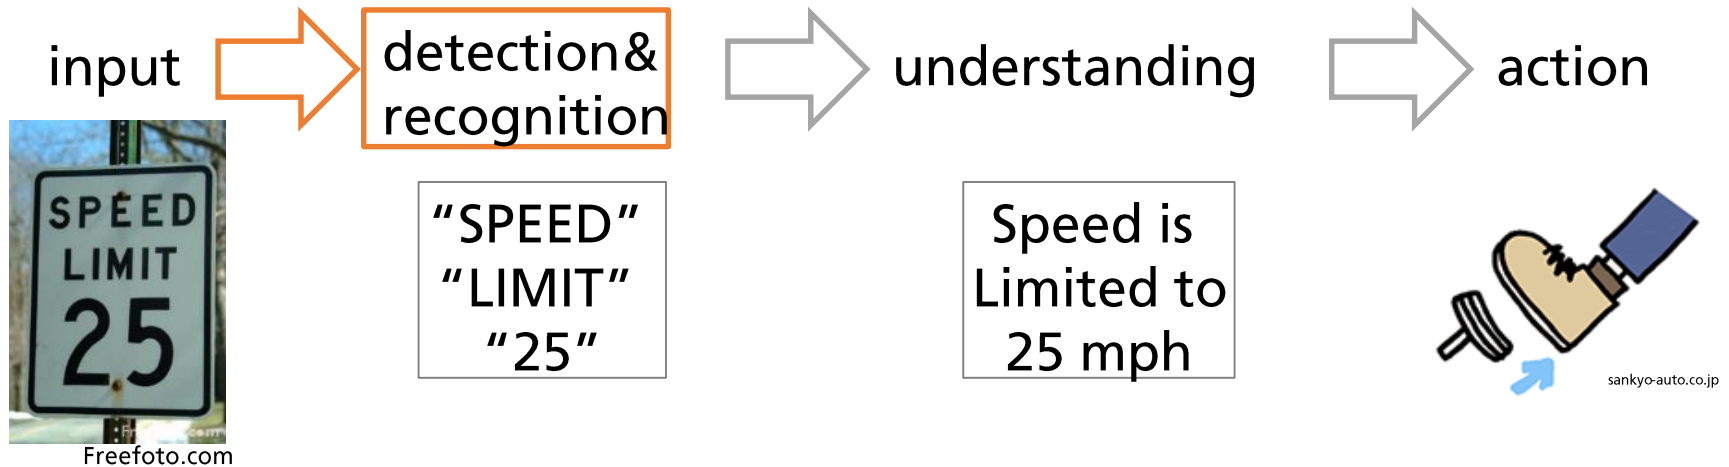 input
detection&
recognition
understanding
action
SPEED
LIMIT
25
Freefoto.com
“SPEED”
“LIMIT”
“25”
Speed is
Limited to
25 mph
sankyo-auto.co.jp